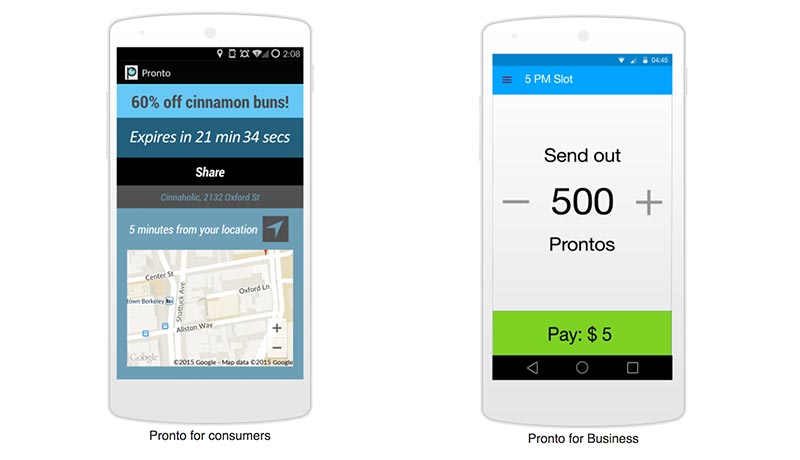 2:08
Pronto
60% off cinnamon buns!
Expires in 21 min 34 secs
Share
Cinnaholic, 2132 Oxford St
5 minutes from your location
Center St
Oxford Ln
town Berkeley
Shattuck Ave
Allston Way
+
−
Google
©2015 Google - Map data ©2015 Google
Pronto for consumers
04:45
5 PM Slot
Send out
− 500 +
Prontos
Pay: $ 5
Pronto for Business